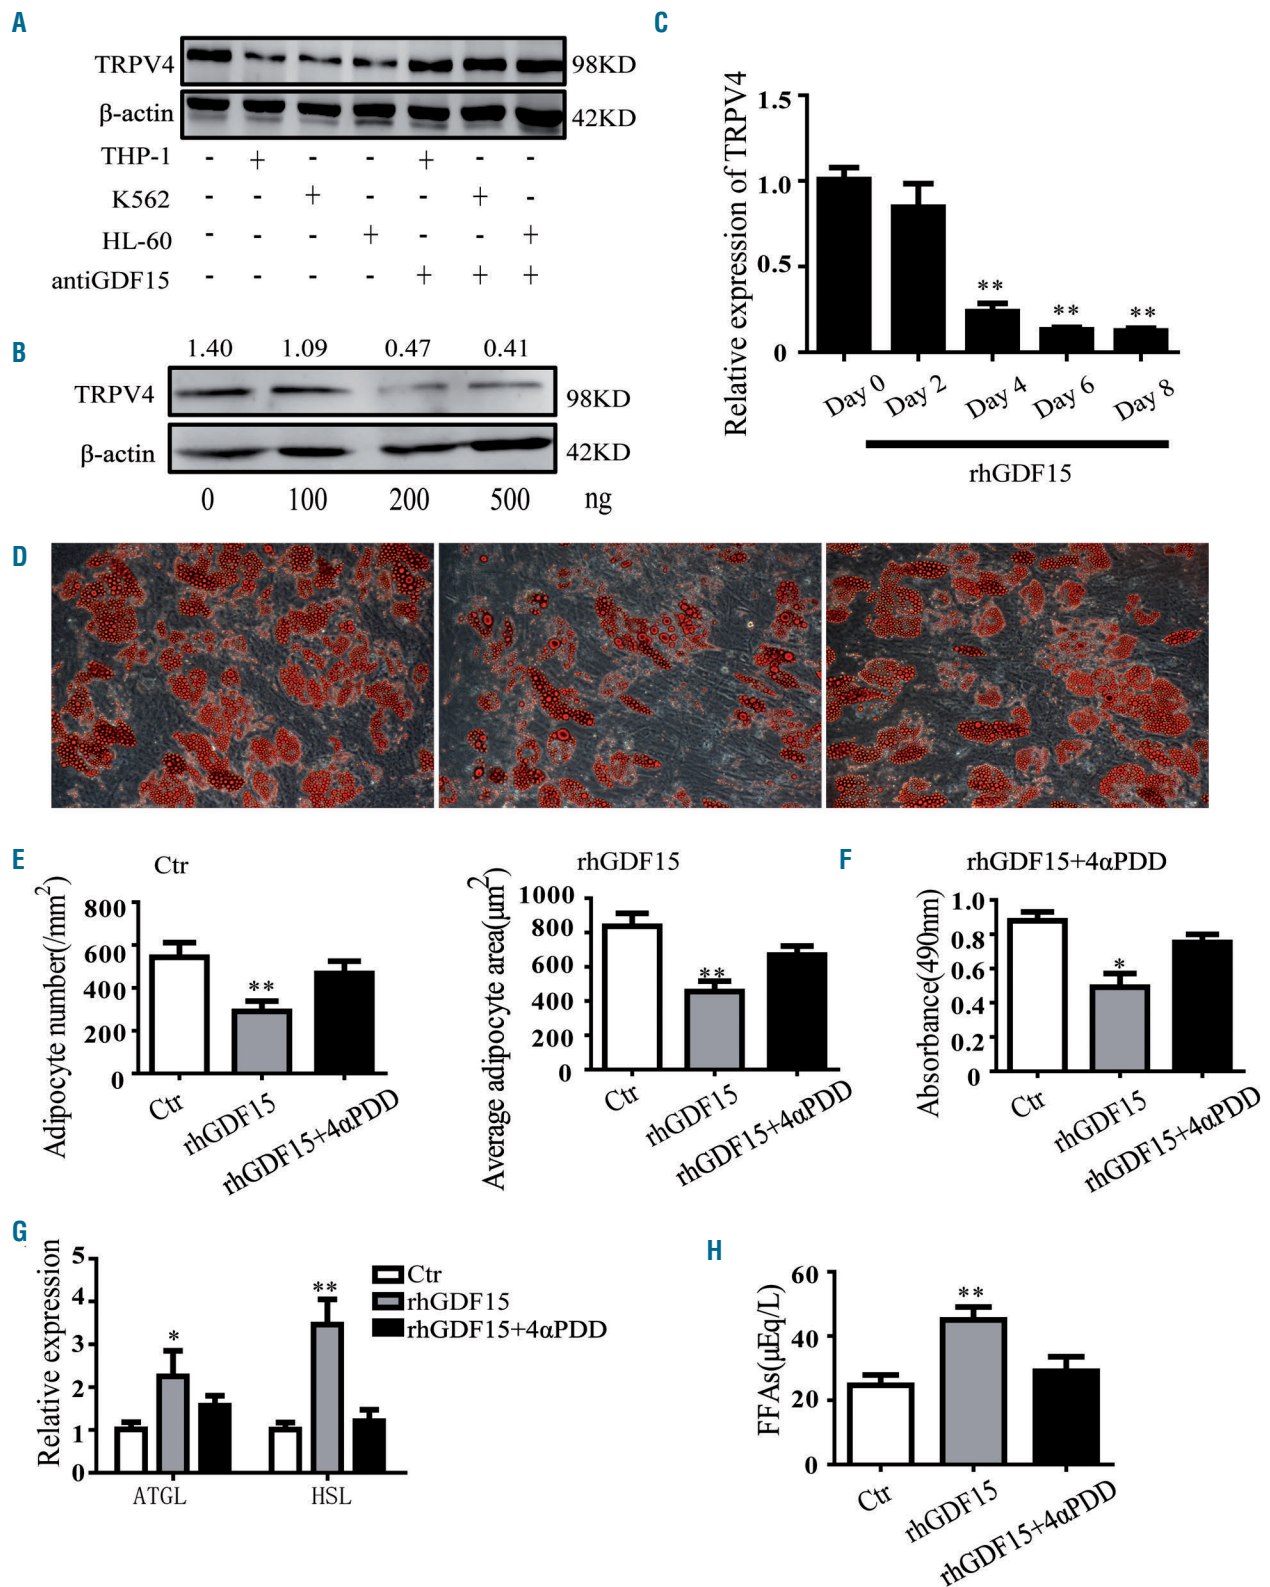 A
TRPV4
98KD
β-actin
42KD
THP-1 - + - - + - -
K562 - - + - - + -
HL-60 - - - + - - +
antiGDF15 - - - - + + +
B
1.40 1.09 0.47 0.41
TRPV4
98KD
β-actin
42KD
0 100 200 500 ng
C
Relative expression of TRPV4
1.5
1.0
0.5
0
** ** **
Day 0 Day 2 Day 4 Day 6 Day 8
rhGDF15
D
Ctr
rhGDF15
rhGDF15+4αPDD
E
Adipocyte number(/mm²)
800
600
400
200
0
**
Ctr
rhGDF15
rhGDF15+4αPDD
Average adipocyte area(μm²)
1000
800
600
400
200
0
**
Ctr
rhGDF15
rhGDF15+4αPDD
F
Absorbance(490nm)
1.0
0.8
0.6
0.4
0.2
0
*
Ctr
rhGDF15
rhGDF15+4αPDD
G
Relative expression
5
4
3
2
1
0
*
**
ATGL HSL
Ctr
rhGDF15
rhGDF15+4αPDD
H
FFAs(μEq/L)
60
40
20
0
**
Ctr
rhGDF15
rhGDF15+4αPDD